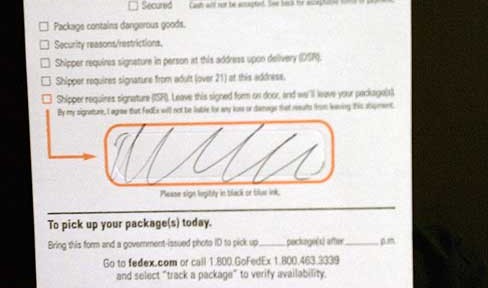 Secured Cash will not be accepted. See back for acceptable forms of payment.
Package contains dangerous goods.
Security reasons/restrictions.
Shipper requires signature in person at this address upon delivery (DSR).
Shipper requires signature from adult (over 21) at this address.
Shipper requires signature (ISR). Leave this signed form on door, and we'll leave your package(s).
By my signature, I agree that FedEx will not be liable for any loss or damage that results from leaving this shipment.
Please sign legibly in black or blue ink.
To pick up your package(s) today.
Bring this form and a government-issued photo ID to pick up_____ package(s) after_____ p.m.
Go to fedex.com or call 1.800.GoFedEx 1.800.463.3339
and select "track a package" to verify availability.